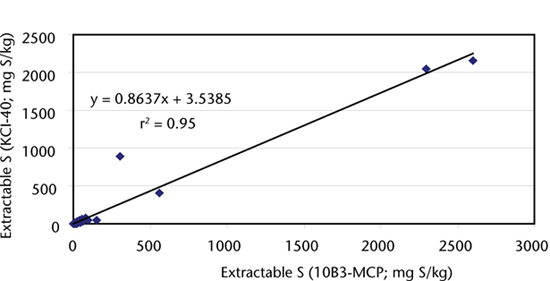 2500
2000
1500
1000
500
0
Extractable S (KCl-40; mg S/kg)
y = 0.8637x + 3.5385
r² = 0.95
0 500 1000 1500 2000 2500 3000
Extractable S (10B3-MCP; mg S/kg)